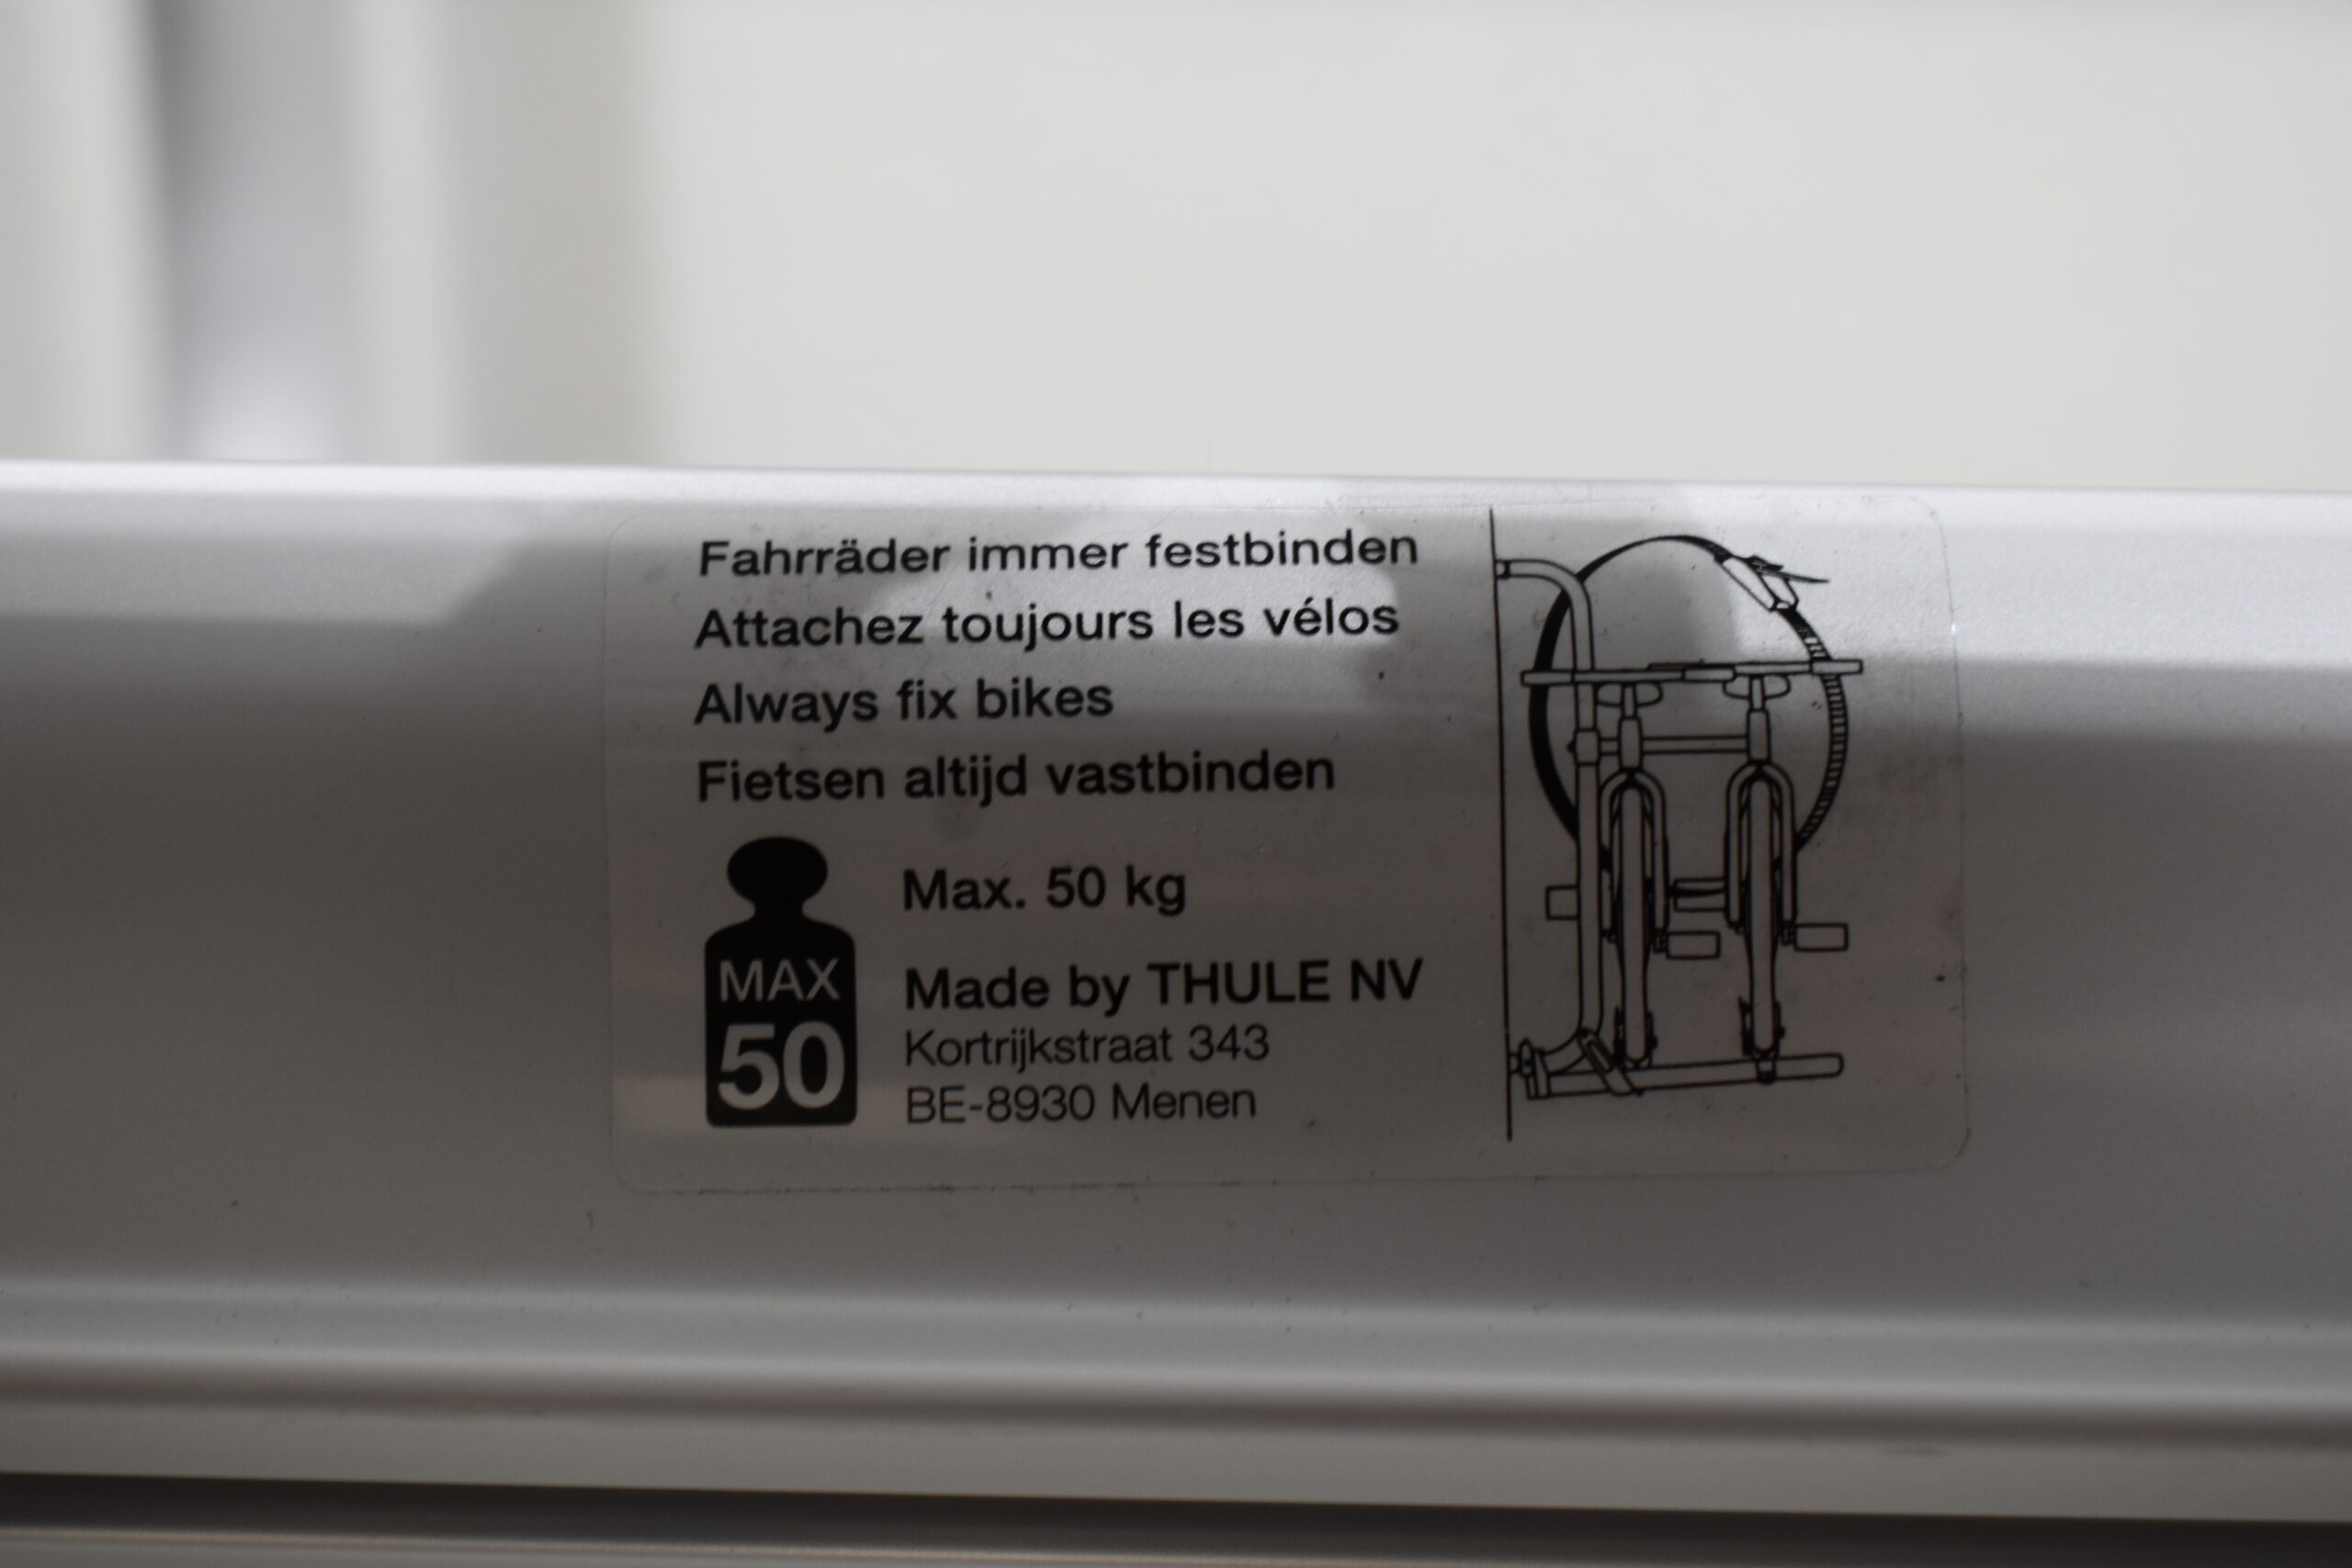 Fahrräder immer festbinden
Attachez toujours les vélos
Always fix bikes
Fietsen altijd vastbinden
MAX
50
Max. 50 kg
Made by THULE NV
Kortrijkstraat 343
BE-8930 Menen